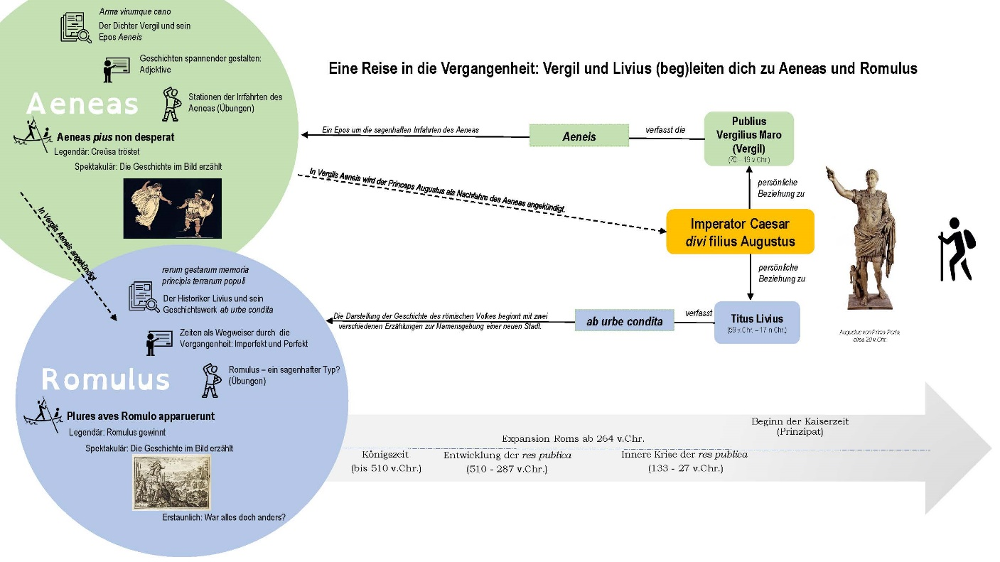 Eine Reise in die Vergangenheit: Vergil und Livius (beg)leiten dich zu Aeneas und Romulus
Arma virumque cano
Der Dichter Vergil und sein
Epos Aeneis
Geschichten spannender gestalten:
Adjektive
Aeneas
Stationen der Irrfahrten des
Aeneas (Übungen)
Aeneas pius non desperat
Legendär: Creüsa tröstet
Spektakulär: Die Geschichte im Bild erzählt
Ein Epos um die sagenhaften Irrfahrten des Aeneas
Aeneis
verfasst die
Publius
Vergilius Maro
(Vergil)
(70 – 19 v.Chr.)
In Vergils Aeneis wird der Princeps Augustus als Nachfahre des Aeneas angekündigt.
persönliche
Beziehung zu
Imperator Caesar
divi filius Augustus
persönliche
Beziehung zu
In Vergils Aeneis angekündigt
rerum gestarum memoria
principis terrarum populi
Der Historiker Livius und sein
Geschichtswerk ab urbe condita
Zeiten als Wegweiser durch die
Vergangenheit: Imperfekt und Perfekt
Romulus
Romulus – ein sagenhafter Typ?
(Übungen)
Plures aves Romulo apparuerunt
Legendär: Romulus gewinnt
Spektakulär: Die Geschichte im Bild erzählt
Erstaunlich: War alles doch anders?
Die Darstellung der Geschichte des römischen Volkes beginnt mit zwei
verschiedenen Erzählungen zur Namensgebung einer neuen Stadt.
ab urbe condita
verfasst
Titus Livius
(59 v.Chr. – 17 n.Chr.)
Augustus von Prima Porta,
circa 20 v.Chr.
Beginn der Kaiserzeit
(Prinzipat)
Expansion Roms ab 264 v.Chr.
Königszeit
(bis 510 v.Chr.)
Entwicklung der res publica
(510 - 287 v.Chr.)
Innere Krise der res publica
(133 - 27 v.Chr.)